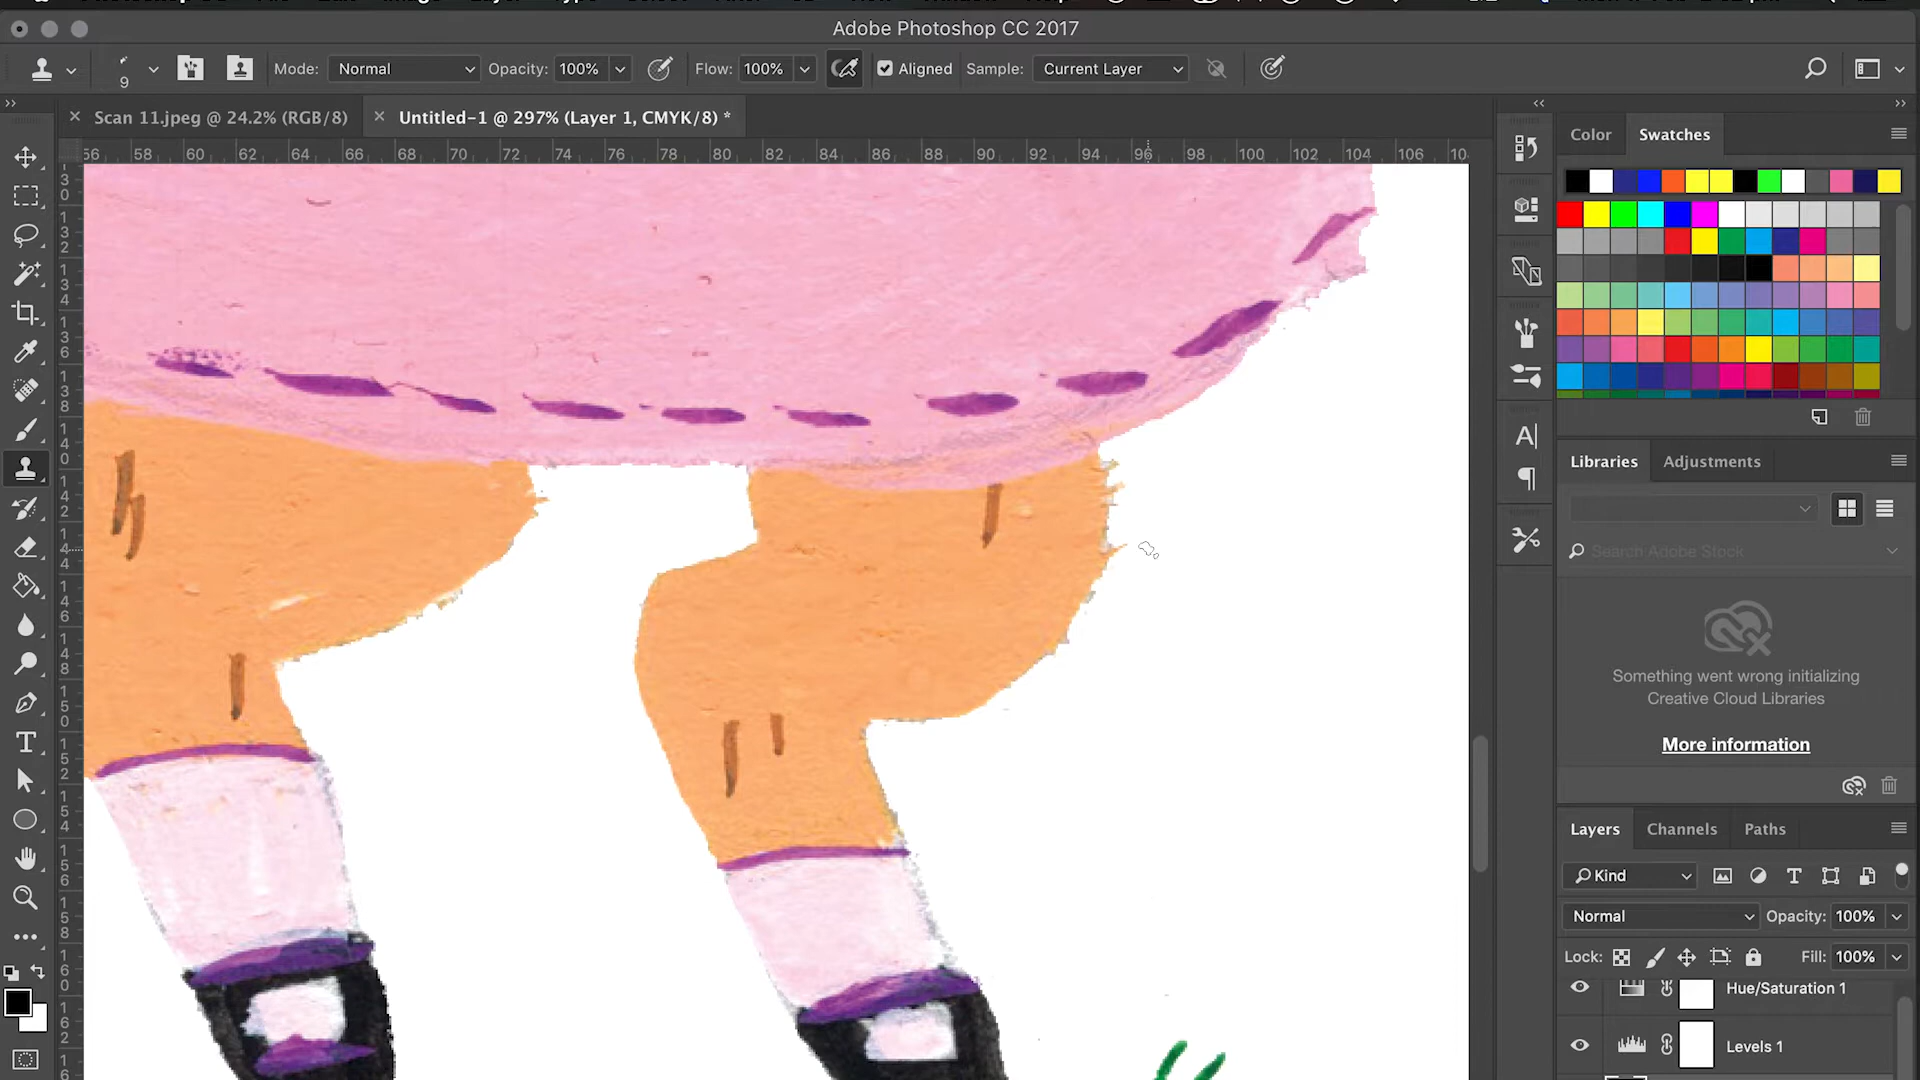 Adobe Photoshop CC 2017
9
Mode: Normal Opacity: 100% Flow: 100% Aligned Sample: Current Layer
Scan 11.jpeg @ 24.2% (RGB/8)
Untitled-1 @ 297% (Layer 1, CMYK/8) *
56 58 60 62 64 66 68 70 72 74 76 78 80 82 84 86 88 90 92 94 96 98 100 102 104 106
Color
Swatches
Libraries
Adjustments
Search Adobe Stock
Something went wrong initializing
Creative Cloud Libraries
More information
Layers
Channels
Paths
Kind
Normal Opacity: 100%
Lock: Fill: 100%
Hue/Saturation 1
Levels 1